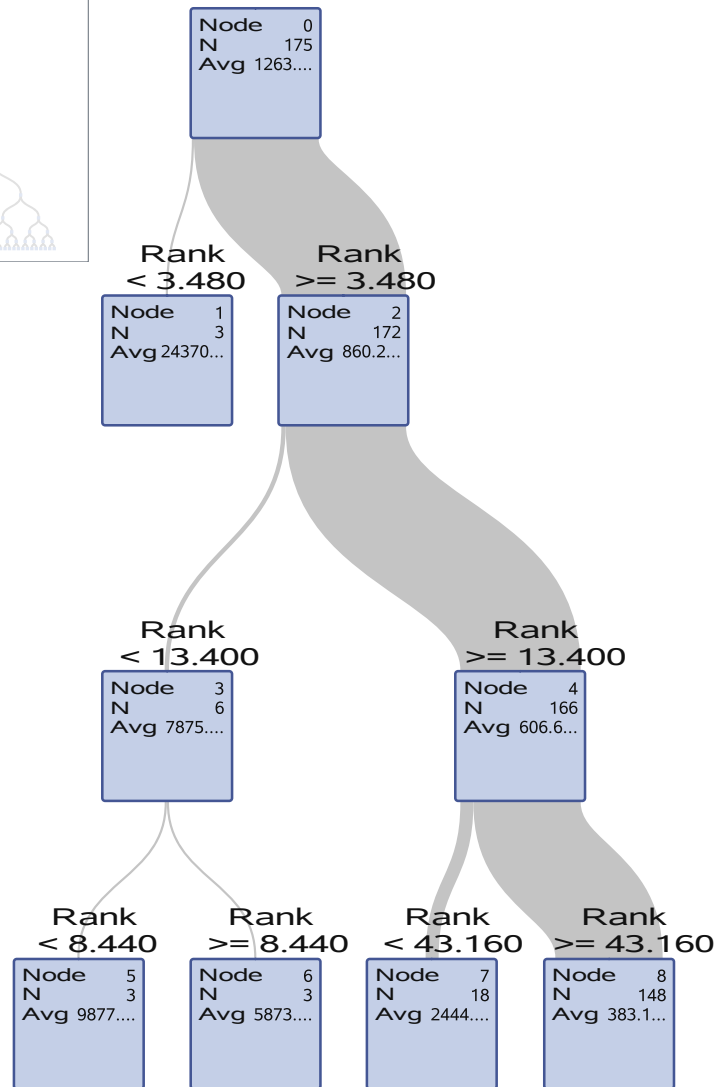 Node 0
N 175
Avg 1263....
Rank
< 3.480
Rank
>= 3.480
Node 1
N 3
Avg 24370...
Node 2
N 172
Avg 860.2...
Rank
< 13.400
Rank
>= 13.400
Node 3
N 6
Avg 7875....
Node 4
N 166
Avg 606.6...
Rank
< 8.440
Rank
>= 8.440
Rank
< 43.160
Rank
>= 43.160
Node 5
N 3
Avg 9877....
Node 6
N 3
Avg 5873....
Node 7
N 18
Avg 2444....
Node 8
N 148
Avg 383.1...